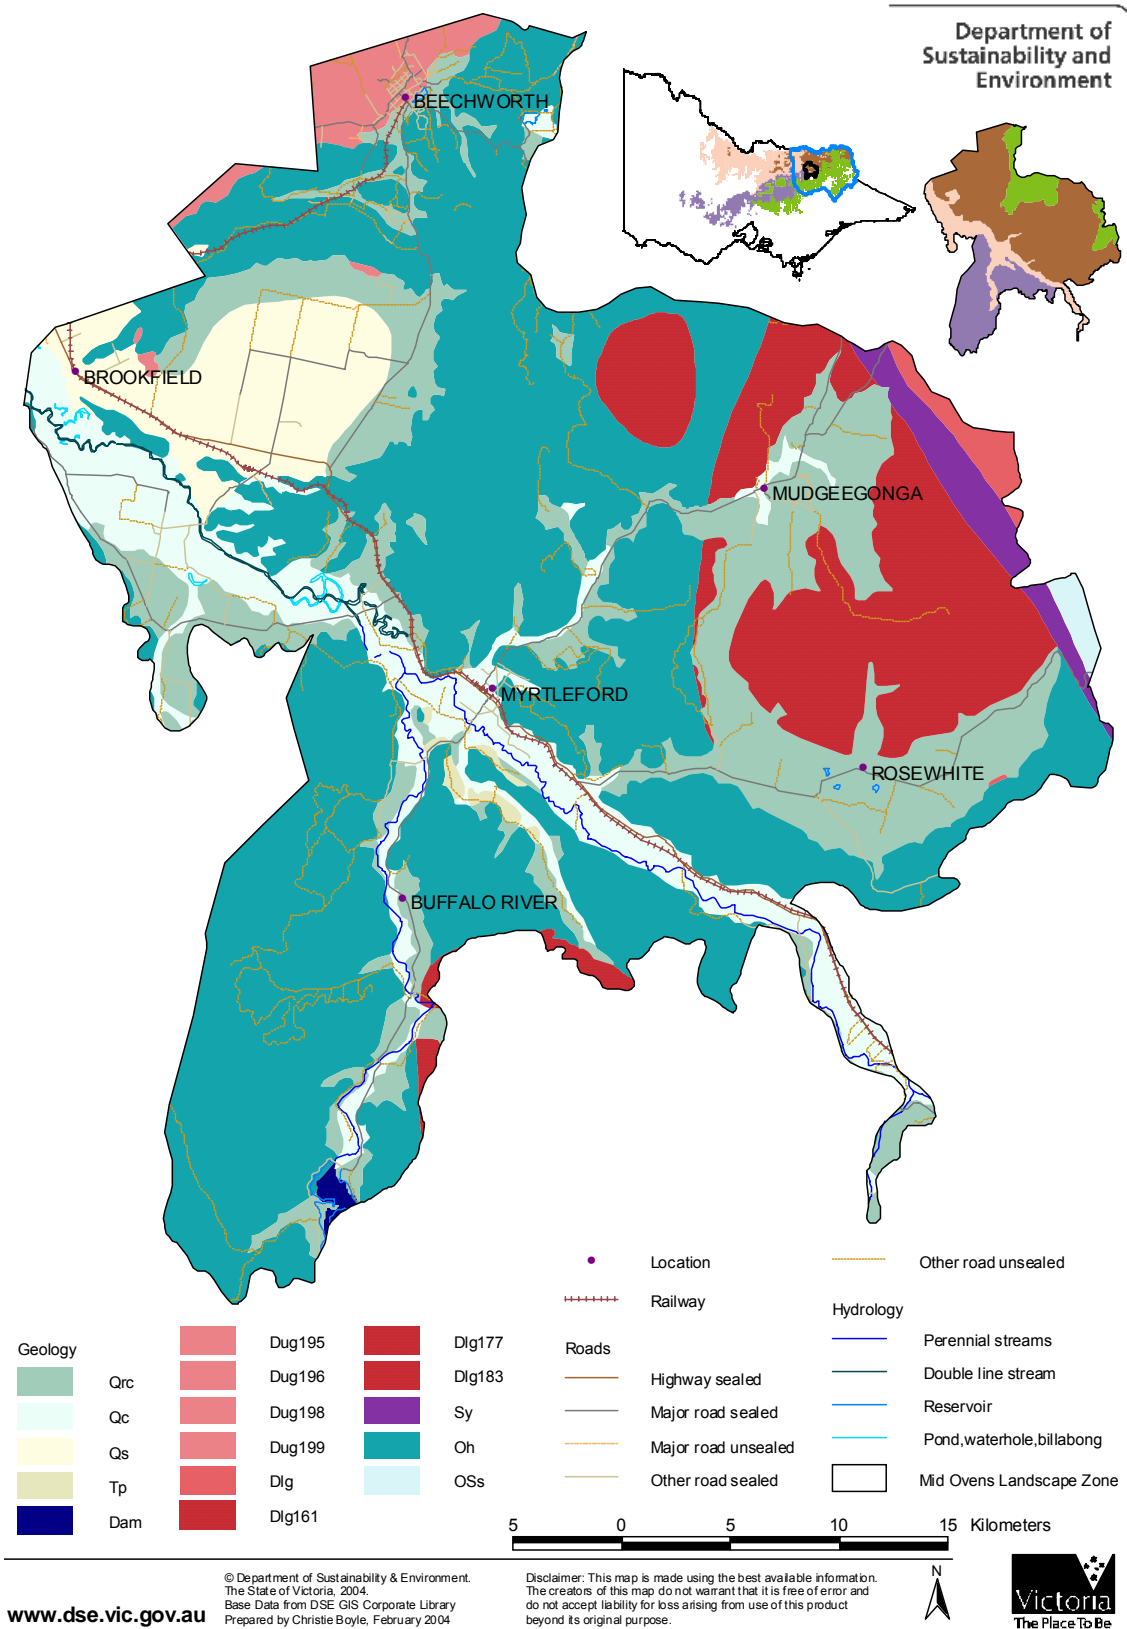 Department of
Sustainability and
Environment
BEECHWORTH
BROOKFIELD
MUDGEEGONGA
MYRTLEFORD
ROSEWHITE
BUFFALO RIVER
Geology
Qrc
Qc
Qs
Tp
Dam
Dug195
Dug196
Dug198
Dug199
Dlg
Dlg161
Dlg177
Dlg183
Sy
Oh
OSs
Location
Railway
Roads
Highway sealed
Major road sealed
Major road unsealed
Other road sealed
Other road unsealed
Hydrology
Perennial streams
Double line stream
Reservoir
Pond,waterhole,billabong
Mid Ovens Landscape Zone
5 0 5 10 15 Kilometers
www.dse.vic.gov.au
© Department of Sustainability & Environment.
The State of Victoria, 2004.
Base Data from DSE GIS Corporate Library
Prepared by Christie Boyle, February 2004
Disclaimer: This map is made using the best available information.
The creators of this map do not warrant that it is free of error and
do not accept liability for loss arising from use of this product
beyond its original purpose.
N
Victoria
The Place To Be